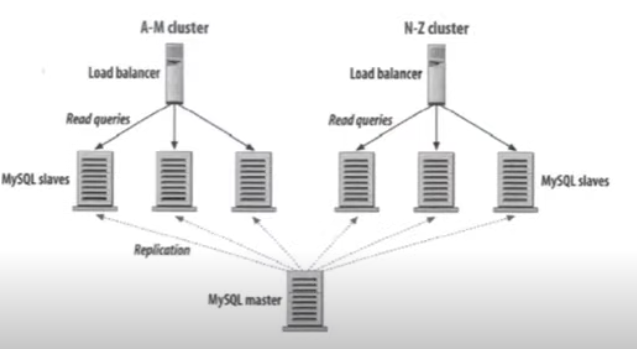 A-M cluster
N-Z cluster
Load balancer
Load balancer
Read queries
Read queries
MySQL slaves
MySQL slaves
Replication
MySQL master